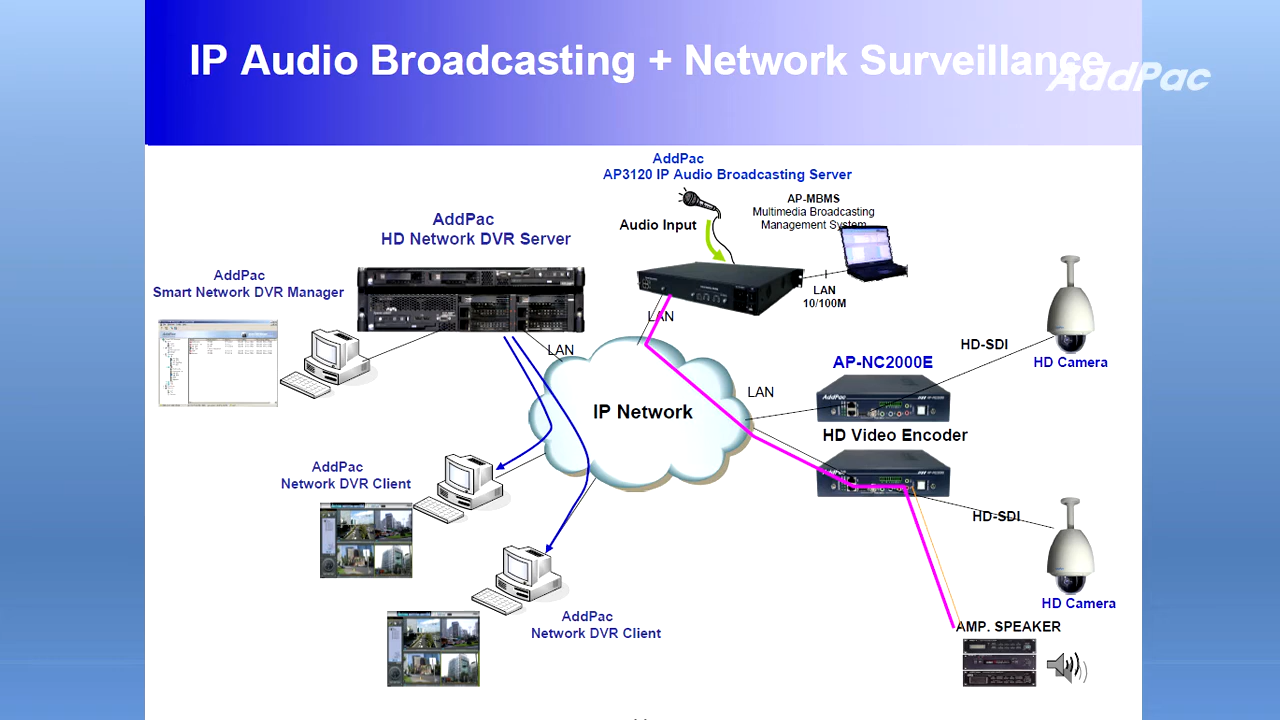 IP Audio Broadcasting + Network Surveillance
AddPac
AddPac
AP3120 IP Audio Broadcasting Server
AP-MBMS
Multimedia Broadcasting
Management System
Audio Input
AddPac
HD Network DVR Server
LAN
10/100M
AddPac
Smart Network DVR Manager
LAN
LAN
HD-SDI
HD Camera
AP-NC2000E
LAN
AddPac
IP Network
HD Video Encoder
AddPac
Network DVR Client
HD-SDI
HD Camera
AddPac
Network DVR Client
AMP. SPEAKER